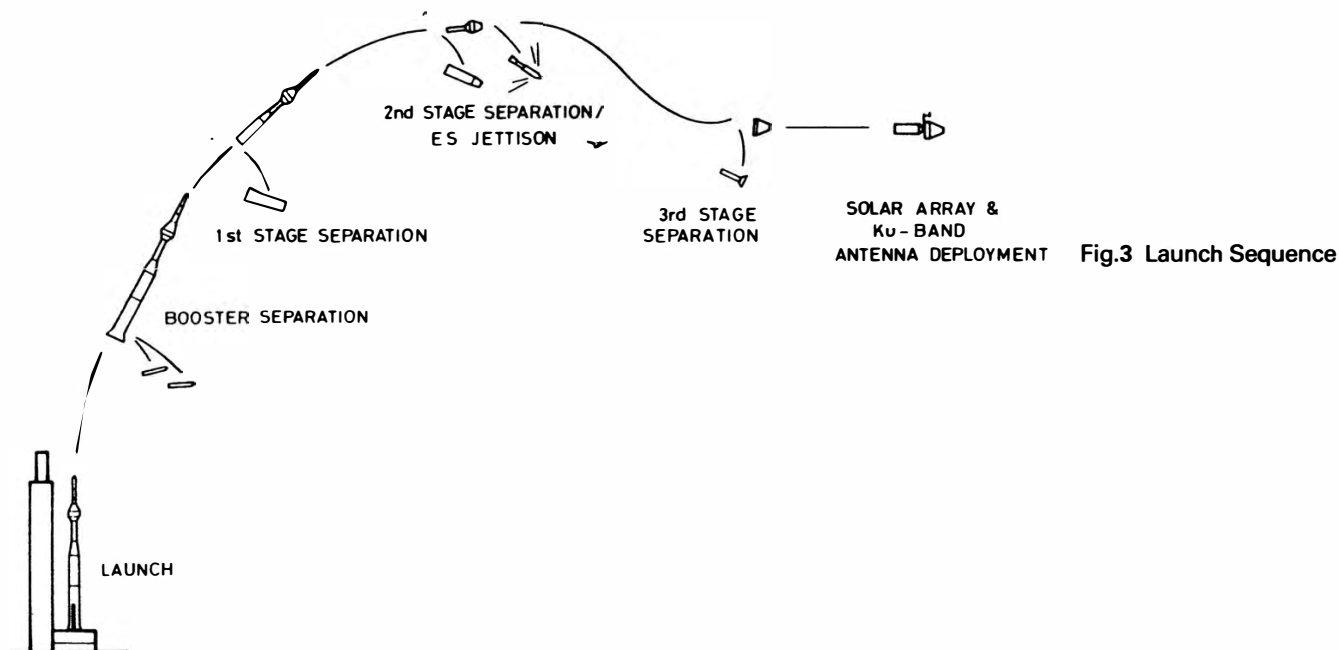 2nd STAGE SEPARATION/
ES JETTISON
1st STAGE SEPARATION
3rd STAGE
SEPARATION
SOLAR ARRAY &
Ku-BAND
ANTENNA DEPLOYMENT
Fig.3 Launch Sequence
BOOSTER SEPARATION
LAUNCH